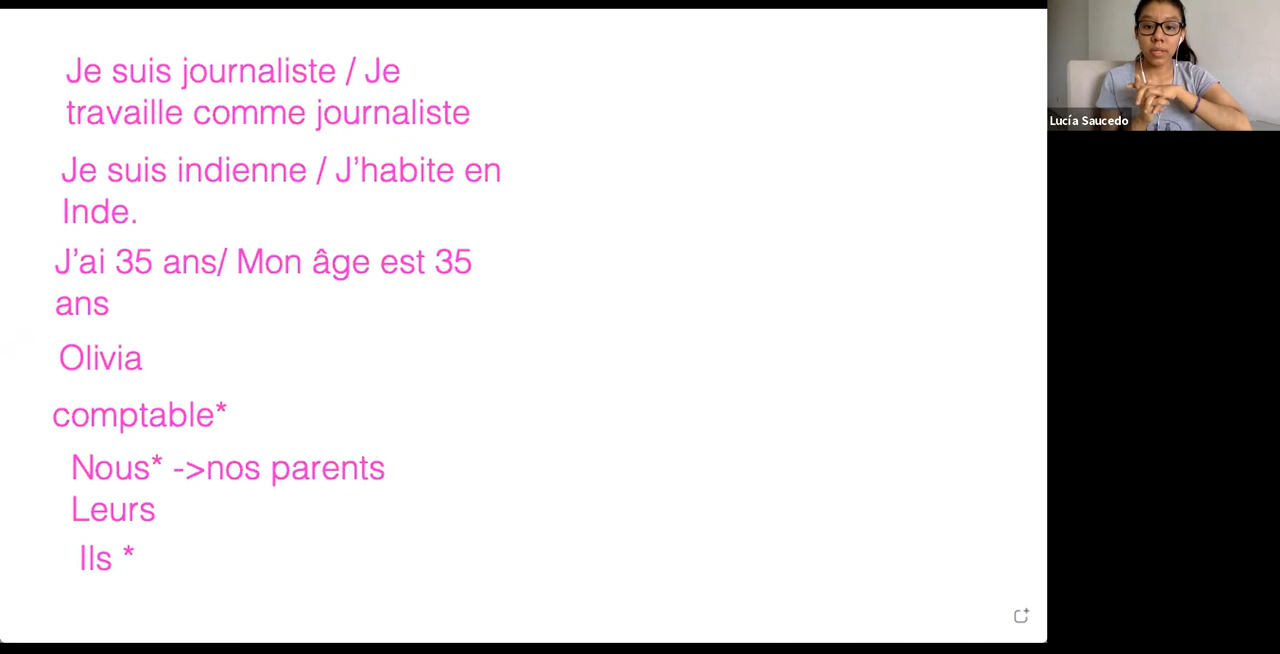 Je suis journaliste / Je
travaille comme journaliste
Je suis indienne / J’habite en
Inde.
J’ai 35 ans/ Mon âge est 35
ans
Olivia
comptable*
Nous* ->nos parents
Leurs
Ils *
Lucía Saucedo